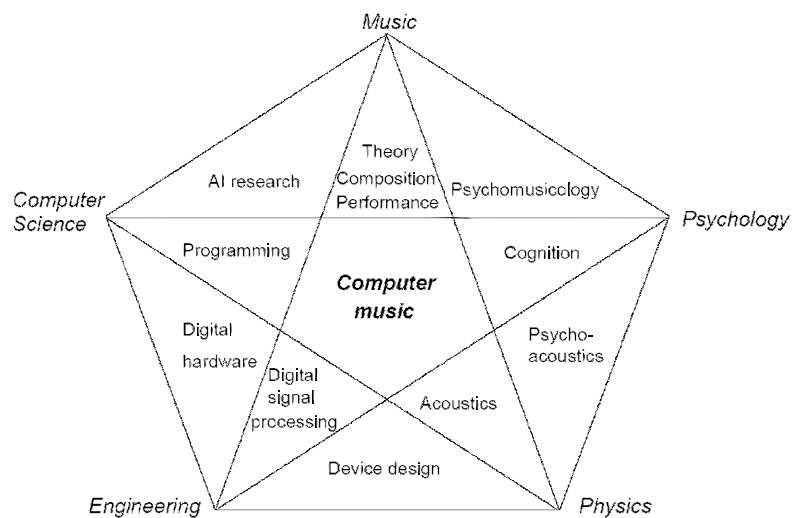 Music
Theory
AI research
Composition
Psychomusicclogy
Performance
Computer
Science
Psychology
Programming
Cognition
Computer
music
Digital
hardware
Psycho-
acoustics
Digital
signal
processing
Acoustics
Device design
Engineering
Physics